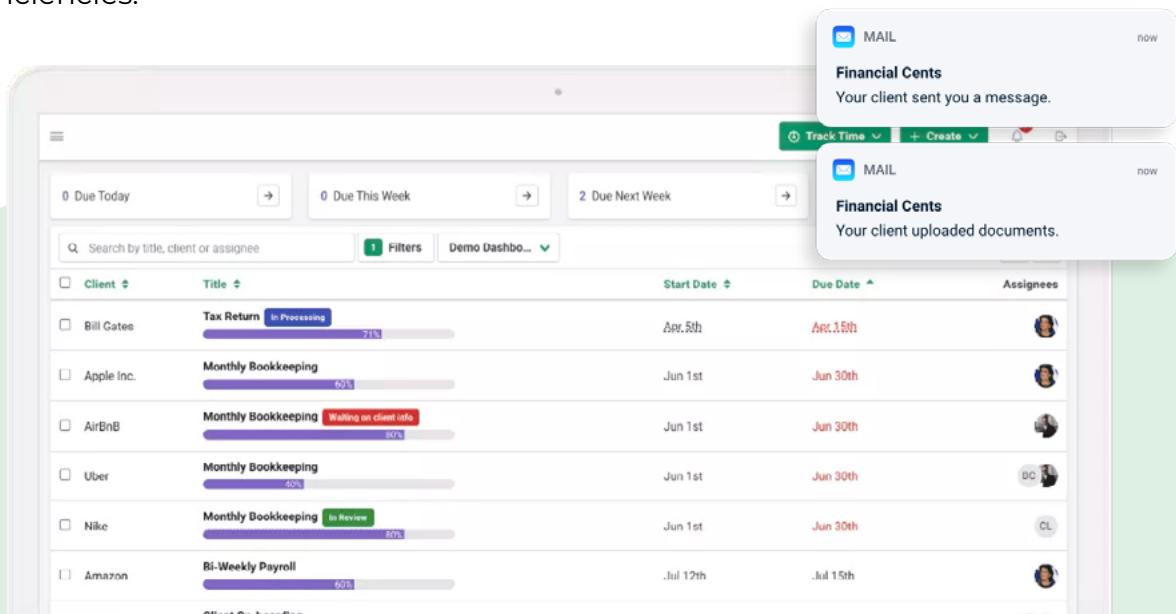 MAIL now
Financial Cents
Your client sent you a message.
Track Time + Create
MAIL now
0 Due Today 0 Due This Week 2 Due Next Week
Financial Cents
Your client uploaded documents.
Search by title, client or assignee 1 Filters Demo Dashbo...
Client Title Start Date Due Date Assignees
Bill Gates Tax Return In Processing Apr 5th Apr 15th
71%
Apple Inc. Monthly Bookkeeping Jun 1st Jun 30th
60%
AirBnB Monthly Bookkeeping Waiting on client info Jun 1st Jun 30th
80%
Uber Monthly Bookkeeping Jun 1st Jun 30th BC
40%
Nike Monthly Bookkeeping In Review Jun 1st Jun 30th CL
80%
Amazon Bi-Weekly Payroll Jul 12th Jul 15th
60%